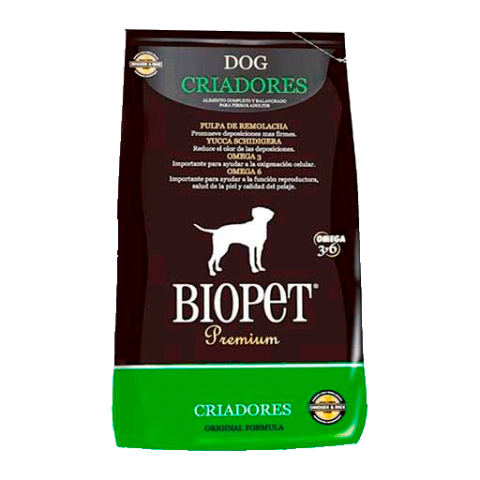 DOG
CRIADORES
ALIMENTO COMPLETO Y BALANCEADO
PARA PERROS ADULTOS
PULPA DE REMOLACHA
Promueve deposiciones mas firmes.
YUCCA SCHIDIGERA
Reduce el olor de las deposiciones.
OMEGA 3
Importante para ayudar a la oxigenación celular.
OMEGA 6
Importante para ayudar a la función reproductora,
salud de la piel y calidad del pelaje.
OMEGA
3·6
BIOPET®
Premium
CHICKEN & RICE
CRIADORES
ORIGINAL FORMULA